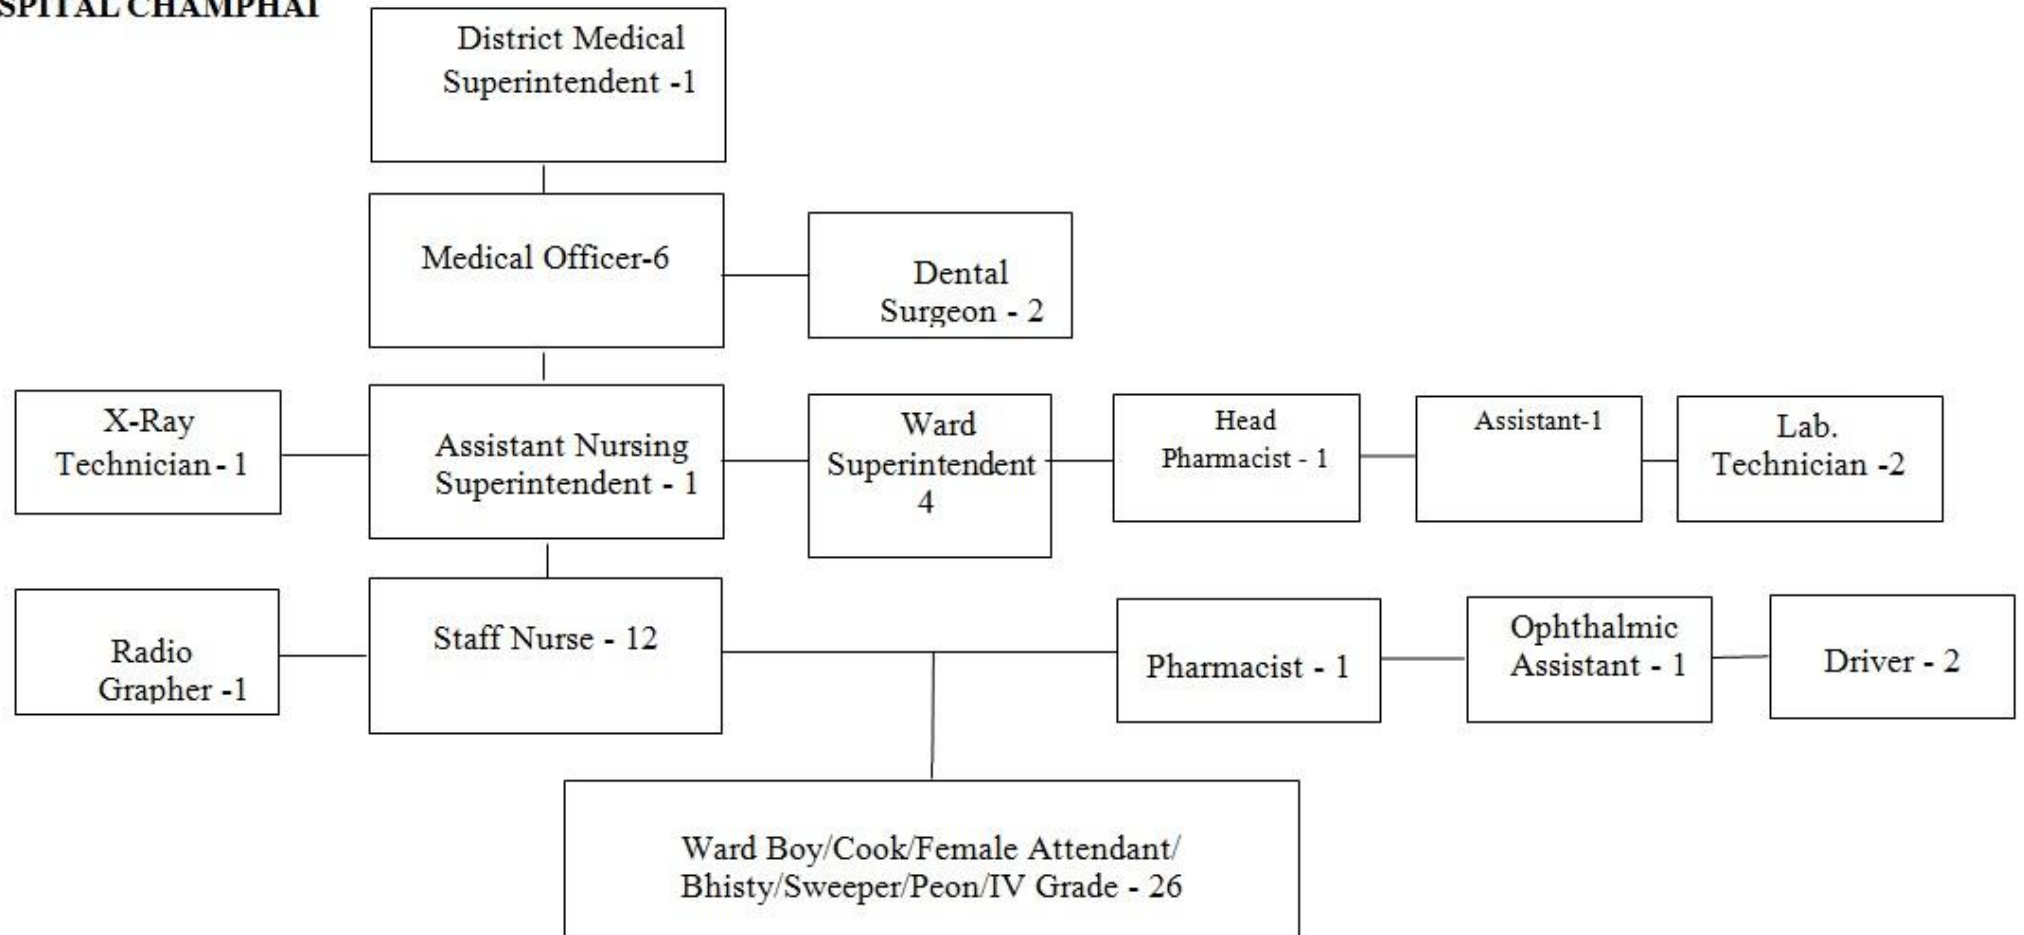 SPITAL CHAMPHAI
District Medical
Superintendent -1
Medical Officer-6
Dental
Surgeon - 2
X-Ray
Technician - 1
Assistant Nursing
Superintendent - 1
Ward
Superintendent
4
Head
Pharmacist - 1
Assistant-1
Lab.
Technician -2
Radio
Grapher -1
Staff Nurse - 12
Pharmacist - 1
Ophthalmic
Assistant - 1
Driver - 2
Ward Boy/Cook/Female Attendant/
Bhisty/Sweeper/Peon/IV Grade - 26